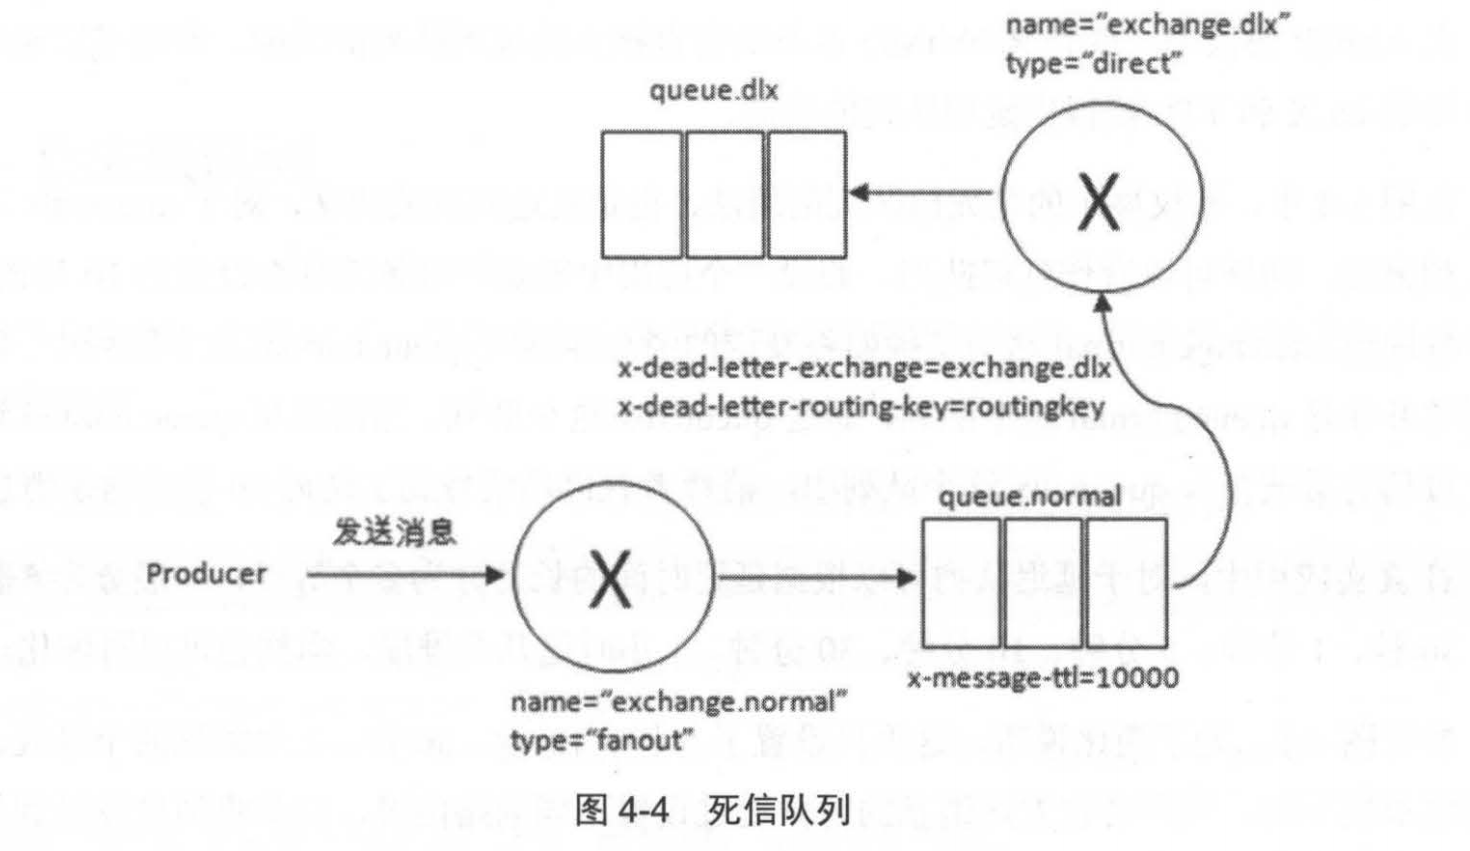 name=“exchange.dlx”
type=“direct”
queue.dlx
X
x-dead-letter-exchange=exchange.dlx
x-dead-letter-routing-key=routingkey
queue.normal
发送消息
Producer
X
x-message-ttl=10000
name=“exchange.normal”
type=“fanout”
图 4-4 死信队列